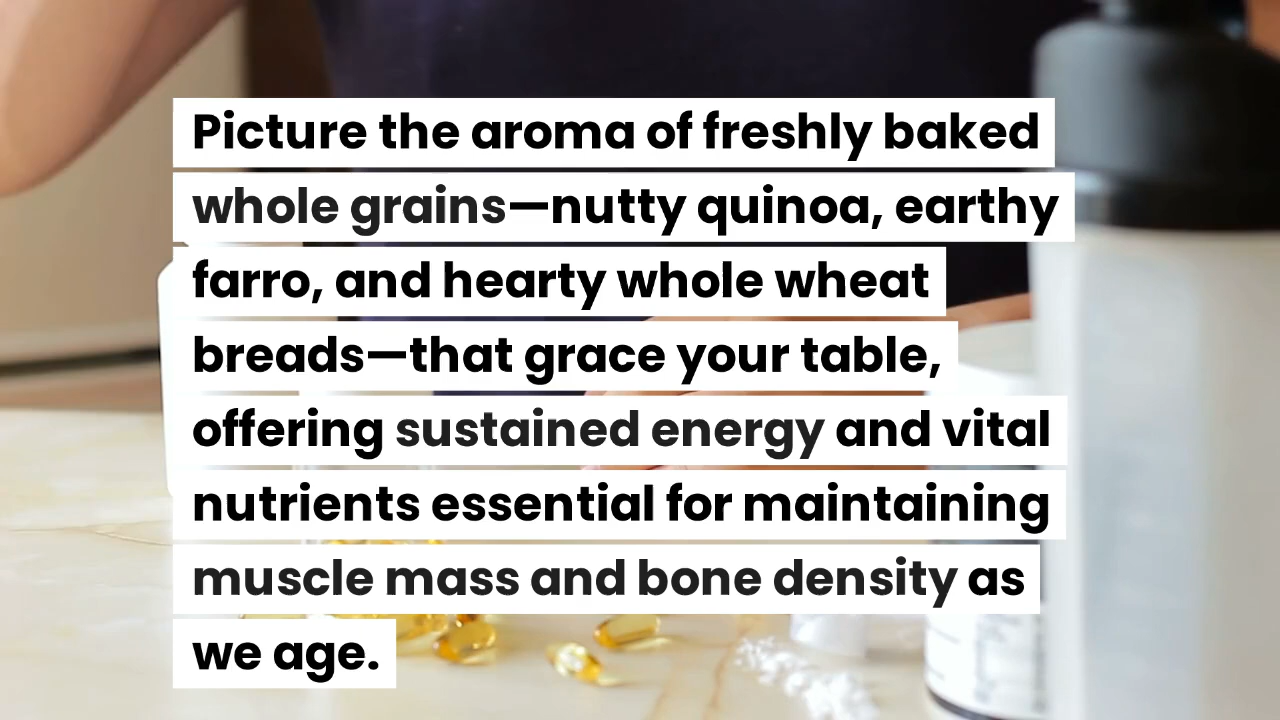 Picture the aroma of freshly baked
whole grains—nutty quinoa, earthy
farro, and hearty whole wheat
breads—that grace your table,
offering sustained energy and vital
nutrients essential for maintaining
muscle mass and bone density as
we age.